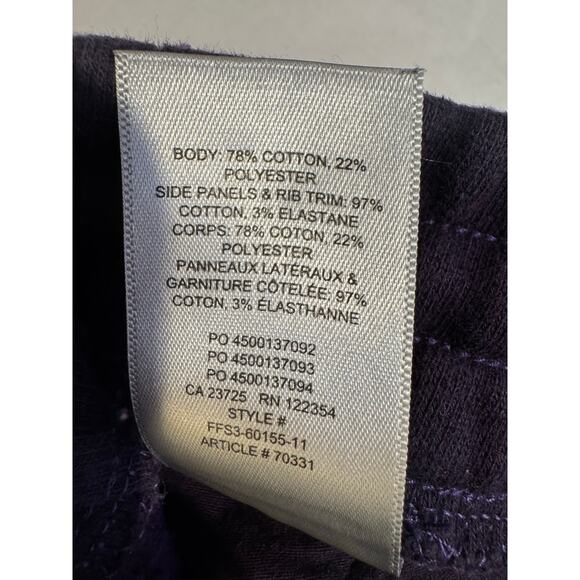 BODY: 78% COTTON, 22%
POLYESTER
SIDE PANELS & RIB TRIM: 97%
COTTON, 3% ELASTANE
CORPS: 78% COTON, 22%
POLYESTER
PANNEAUX LATÉRAUX &
GARNITURE CÔTELÉE: 97%
COTON, 3% ÉLASTHANNE
PO 4500137092
PO 4500137093
PO 4500137094
CA 23725 RN 122354
STYLE #
FFS3-60155-11
ARTICLE # 70331